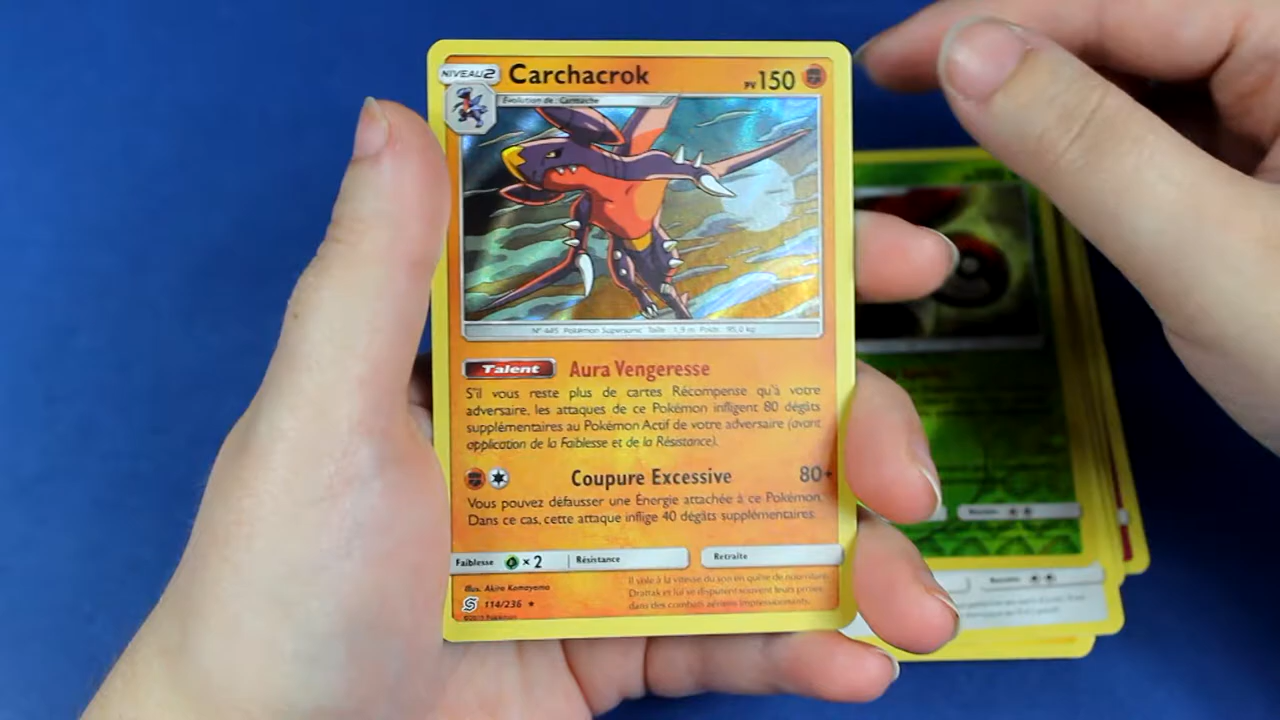 NIVEAU2 Carchacrok PV150
Evolution de : Carmache
N° 445 Pokémon Supersonic Taille : 1,9 m Poids : 95,0 kg
Talent Aura Vengeresse
S'il vous reste plus de cartes Récompense qu'à votre
adversaire, les attaques de ce Pokémon infligent 80 dégâts
supplémentaires au Pokémon Actif de votre adversaire (avant
application de la Faiblesse et de la Résistance).
Coupure Excessive 80+
Vous pouvez défausser une Énergie attachée à ce Pokémon.
Dans ce cas, cette attaque inflige 40 dégâts supplémentaires.
Faiblesse ×2 Résistance Retraite
Illus. Akira Komayama
114/236 ★
Il vole à la vitesse du son en quête de nourriture.
Drattak et lui se disputent souvent leurs proies
dans des combats aériens impressionnants.